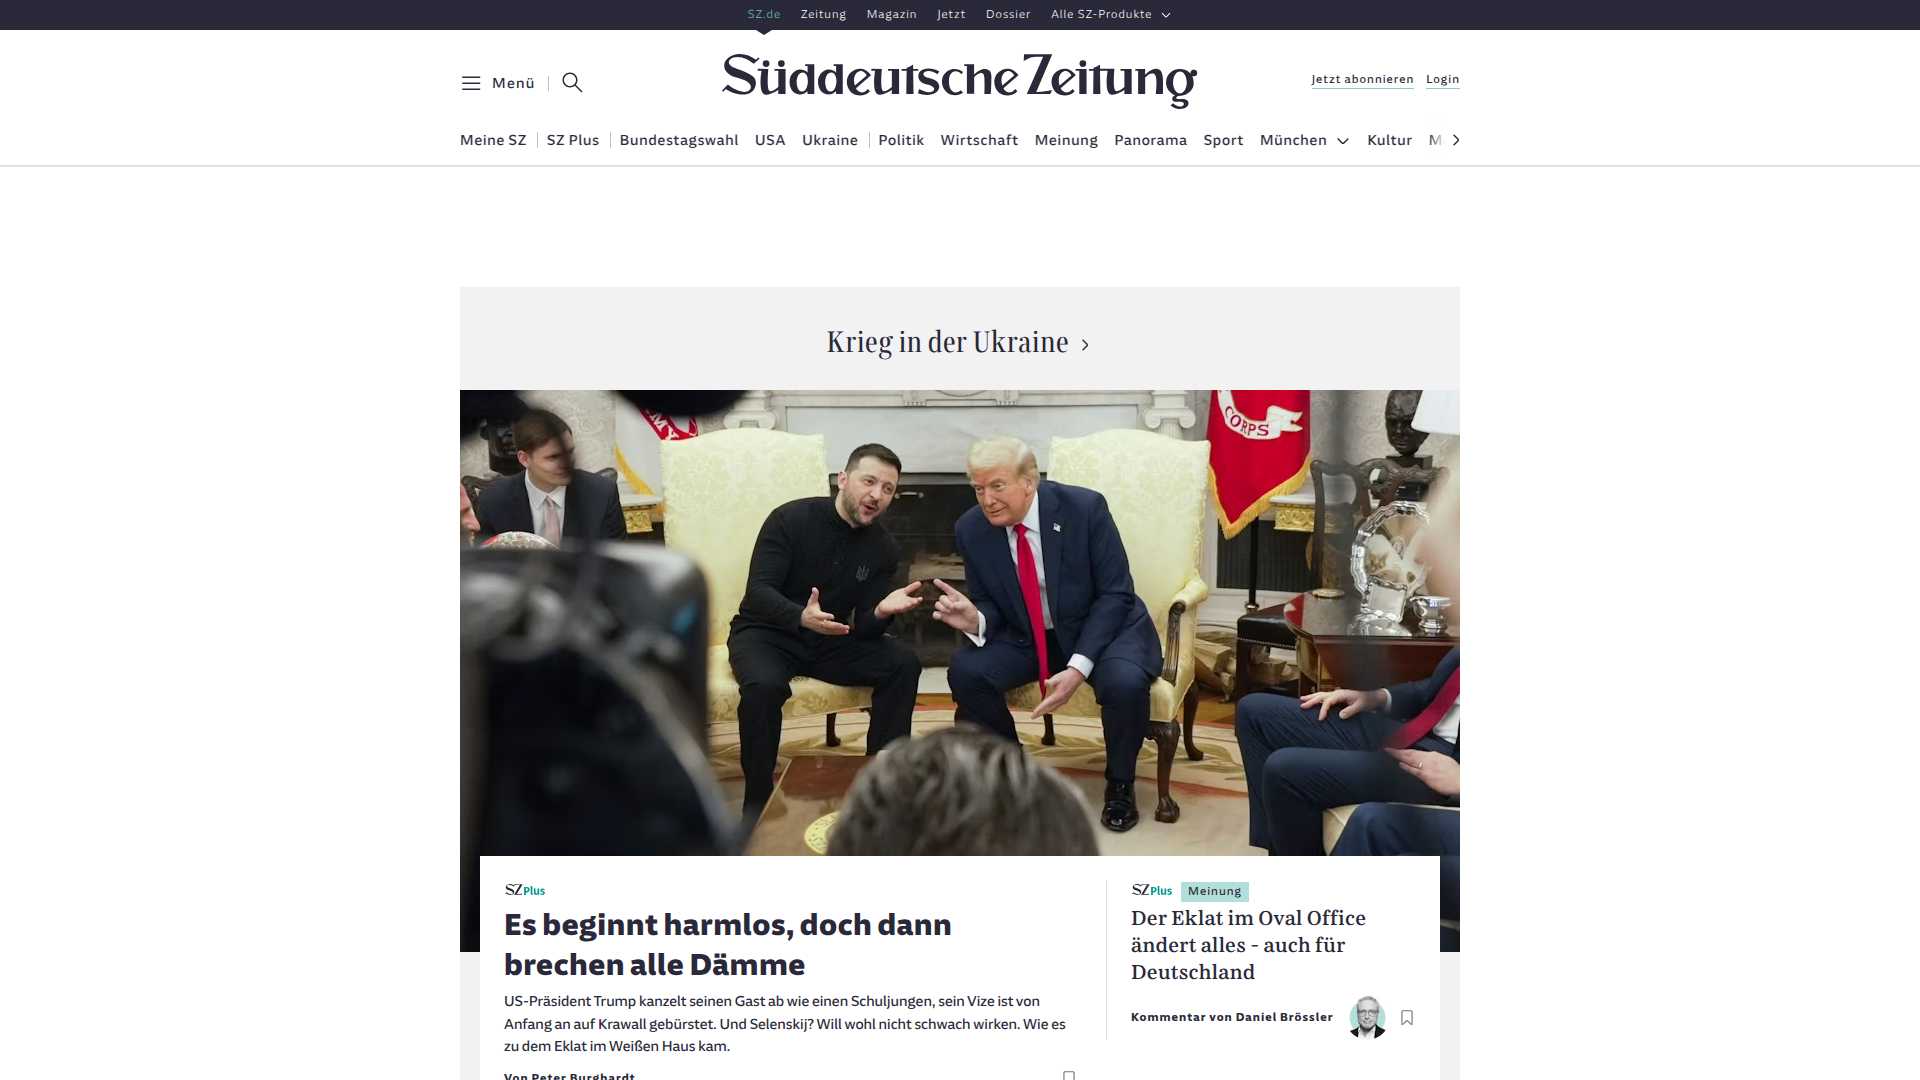 SZ.de Zeitung Magazin Jetzt Dossier Alle SZ-Produkte
Menü
Süddeutsche Zeitung
Jetzt abonnieren Login
Meine SZ SZ Plus Bundestagswahl USA Ukraine Politik Wirtschaft Meinung Panorama Sport München Kultur M
Krieg in der Ukraine
CORPS
SZ Plus
Es beginnt harmlos, doch dann
brechen alle Dämme
US-Präsident Trump kanzelt seinen Gast ab wie einen Schuljungen, sein Vize ist von
Anfang an auf Krawall gebürstet. Und Selenskij? Will wohl nicht schwach wirken. Wie es
zu dem Eklat im Weißen Haus kam.
Von Peter Burghardt
SZ Plus Meinung
Der Eklat im Oval Office
ändert alles - auch für
Deutschland
Kommentar von Daniel Brössler